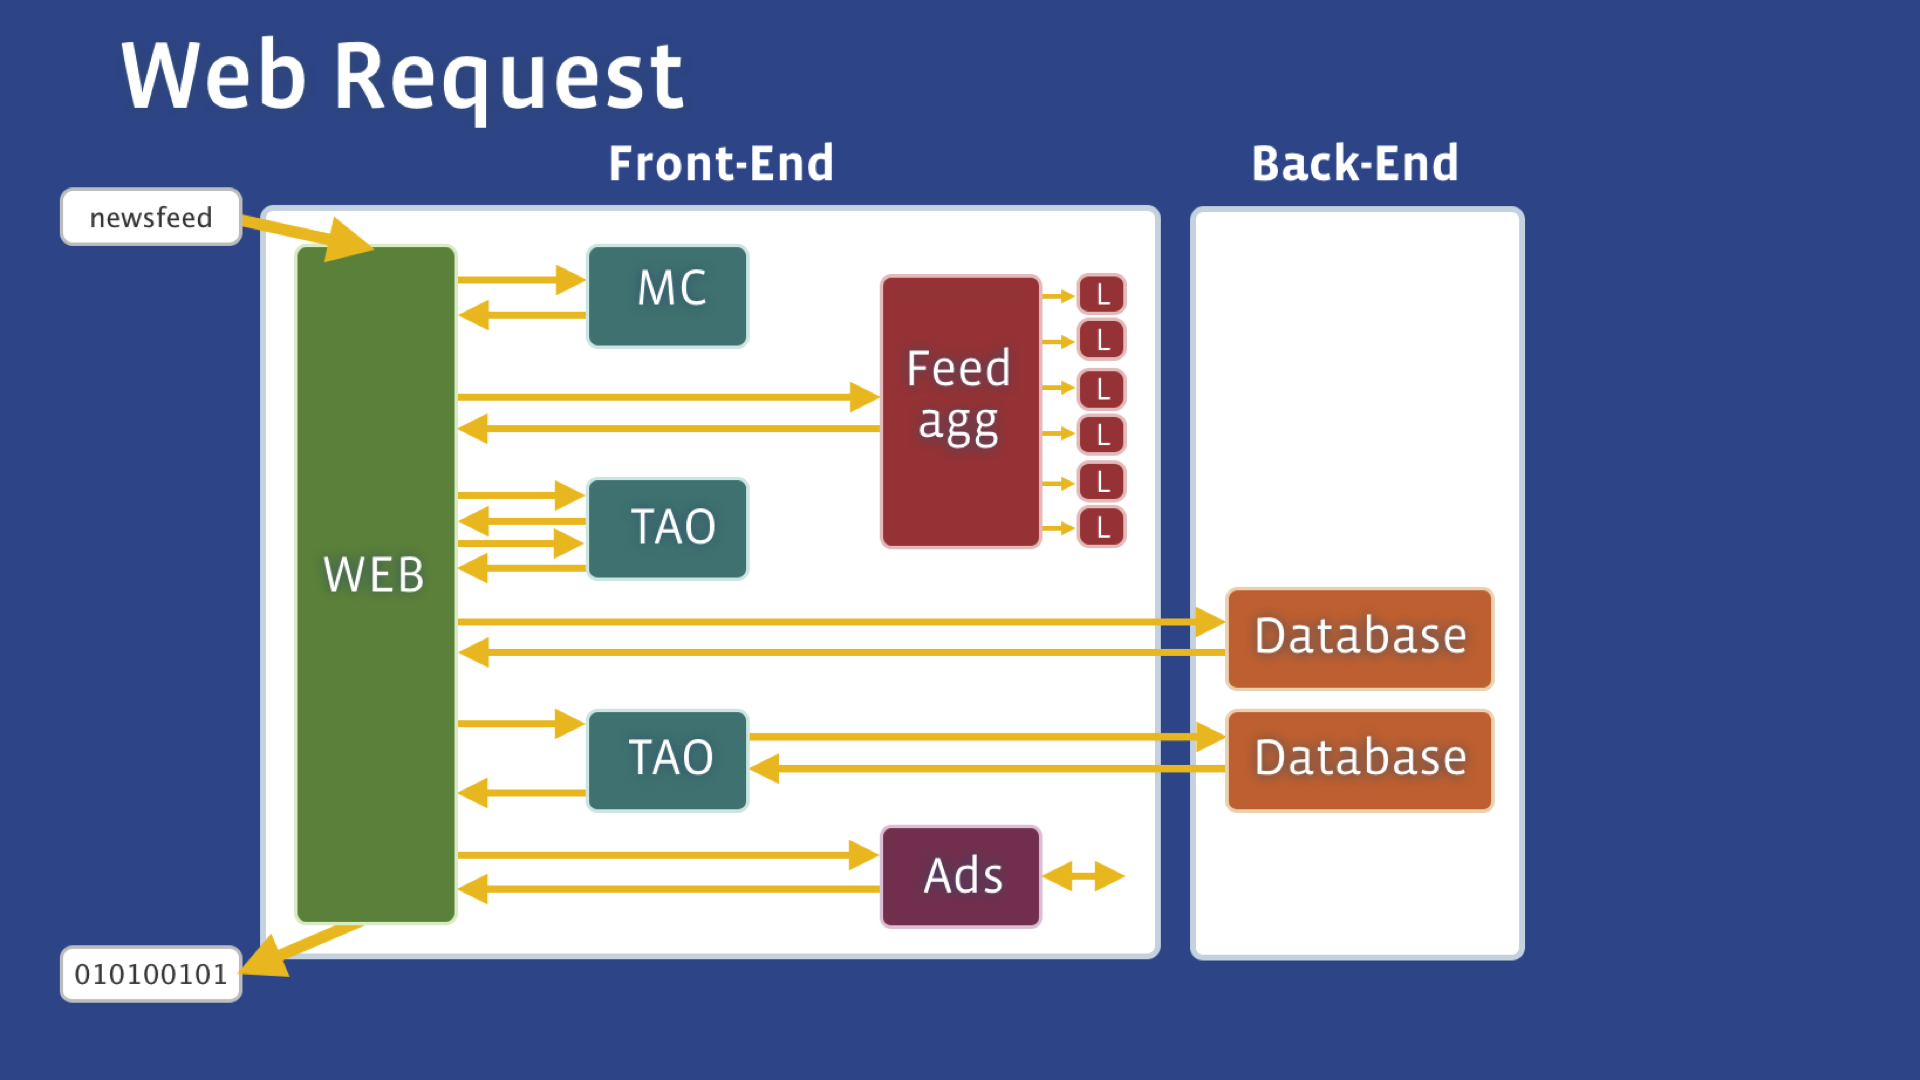 Web Request
Front-End
Back-End
newsfeed
WEB
MC
Feed
agg
L
L
L
L
L
L
TAO
Database
TAO
Database
Ads
010100101